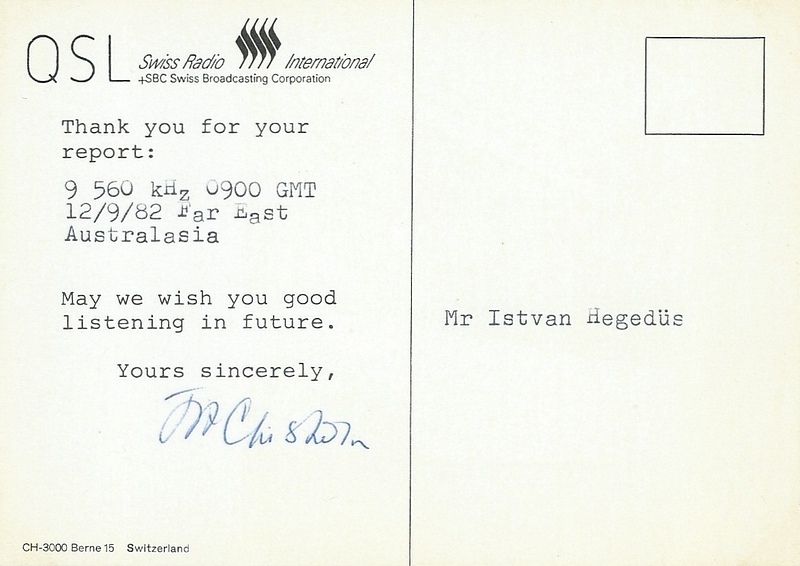 QSL
Swiss Radio International
+SBC Swiss Broadcasting Corporation
Thank you for your
report:
9 560 kHz 0900 GMT
12/9/82 Far East
Australasia
May we wish you good
listening in future.
Yours sincerely,
Chisholm
Mr Istvan Hegedüs
CH-3000 Berne 15 Switzerland